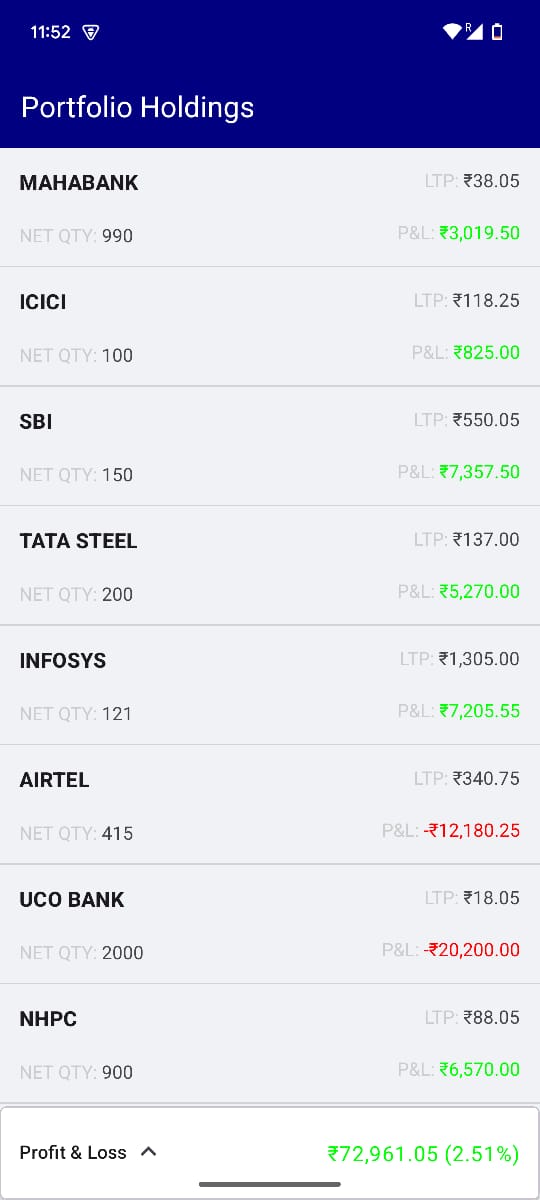 11:52
R
Portfolio Holdings
MAHABANK LTP: ₹38.05
NET QTY: 990 P&L: ₹3,019.50
ICICI LTP: ₹118.25
NET QTY: 100 P&L: ₹825.00
SBI LTP: ₹550.05
NET QTY: 150 P&L: ₹7,357.50
TATA STEEL LTP: ₹137.00
NET QTY: 200 P&L: ₹5,270.00
INFOSYS LTP: ₹1,305.00
NET QTY: 121 P&L: ₹7,205.55
AIRTEL LTP: ₹340.75
NET QTY: 415 P&L: -₹12,180.25
UCO BANK LTP: ₹18.05
NET QTY: 2000 P&L: -₹20,200.00
NHPC LTP: ₹88.05
NET QTY: 900 P&L: ₹6,570.00
Profit & Loss ₹72,961.05 (2.51%)